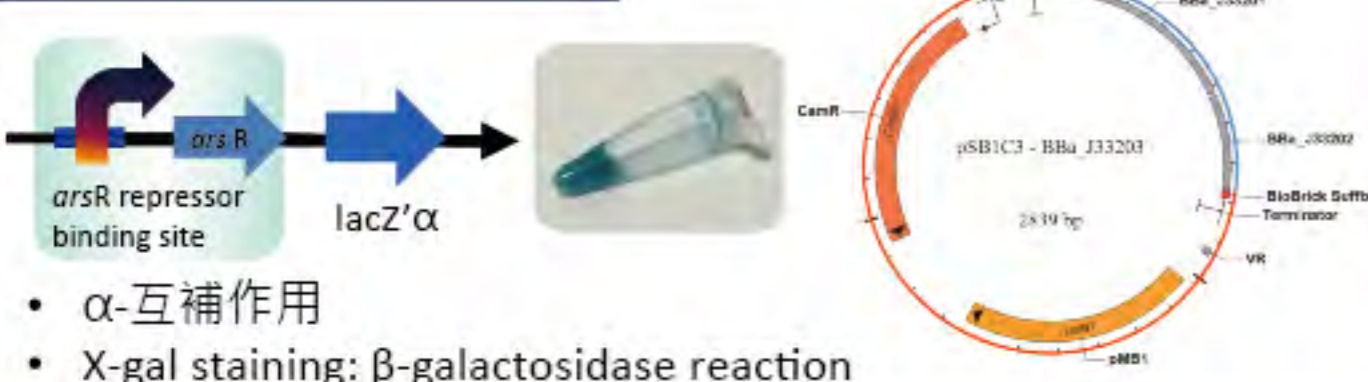 ars R
arsR repressor
binding site
lacZ'α
• α-互補作用
• X-gal staining: β-galactosidase reaction
CamR
pSB1C3 - BBa_J33203
2839 bp
BBa_J33202
BioBrick Suffix
Terminator
VR
pMB1